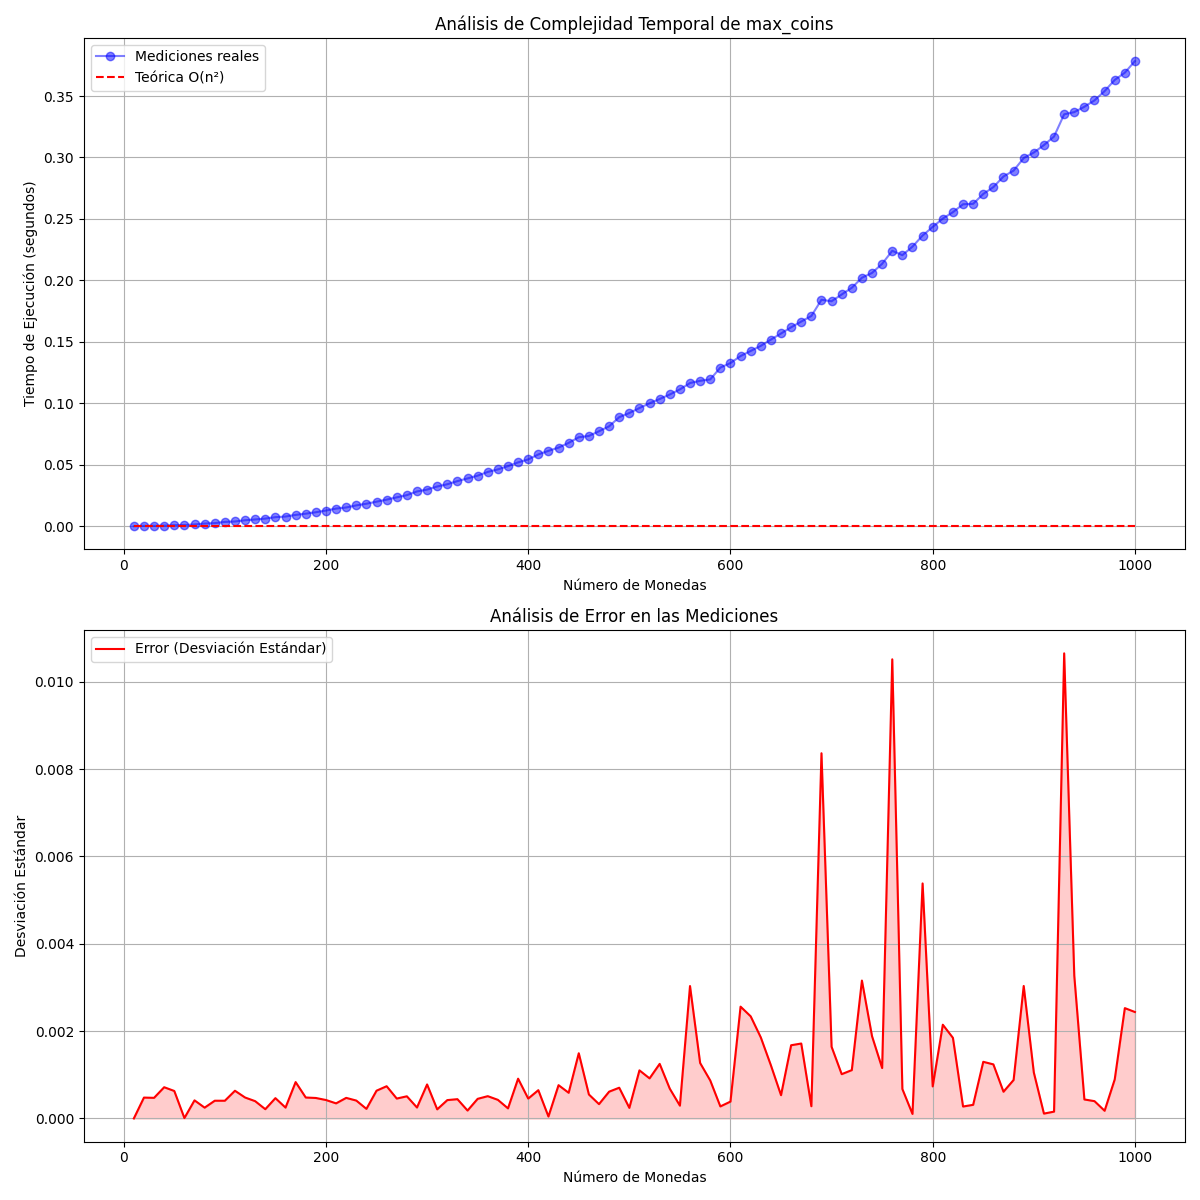 Análisis de Complejidad Temporal de max_coins
Mediciones reales
Teórica O(n²)
Tiempo de Ejecución (segundos)
0.35
0.30
0.25
0.20
0.15
0.10
0.05
0.00
0 200 400 600 800 1000
Número de Monedas
Análisis de Error en las Mediciones
Error (Desviación Estándar)
Desviación Estándar
0.010
0.008
0.006
0.004
0.002
0.000
0 200 400 600 800 1000
Número de Monedas